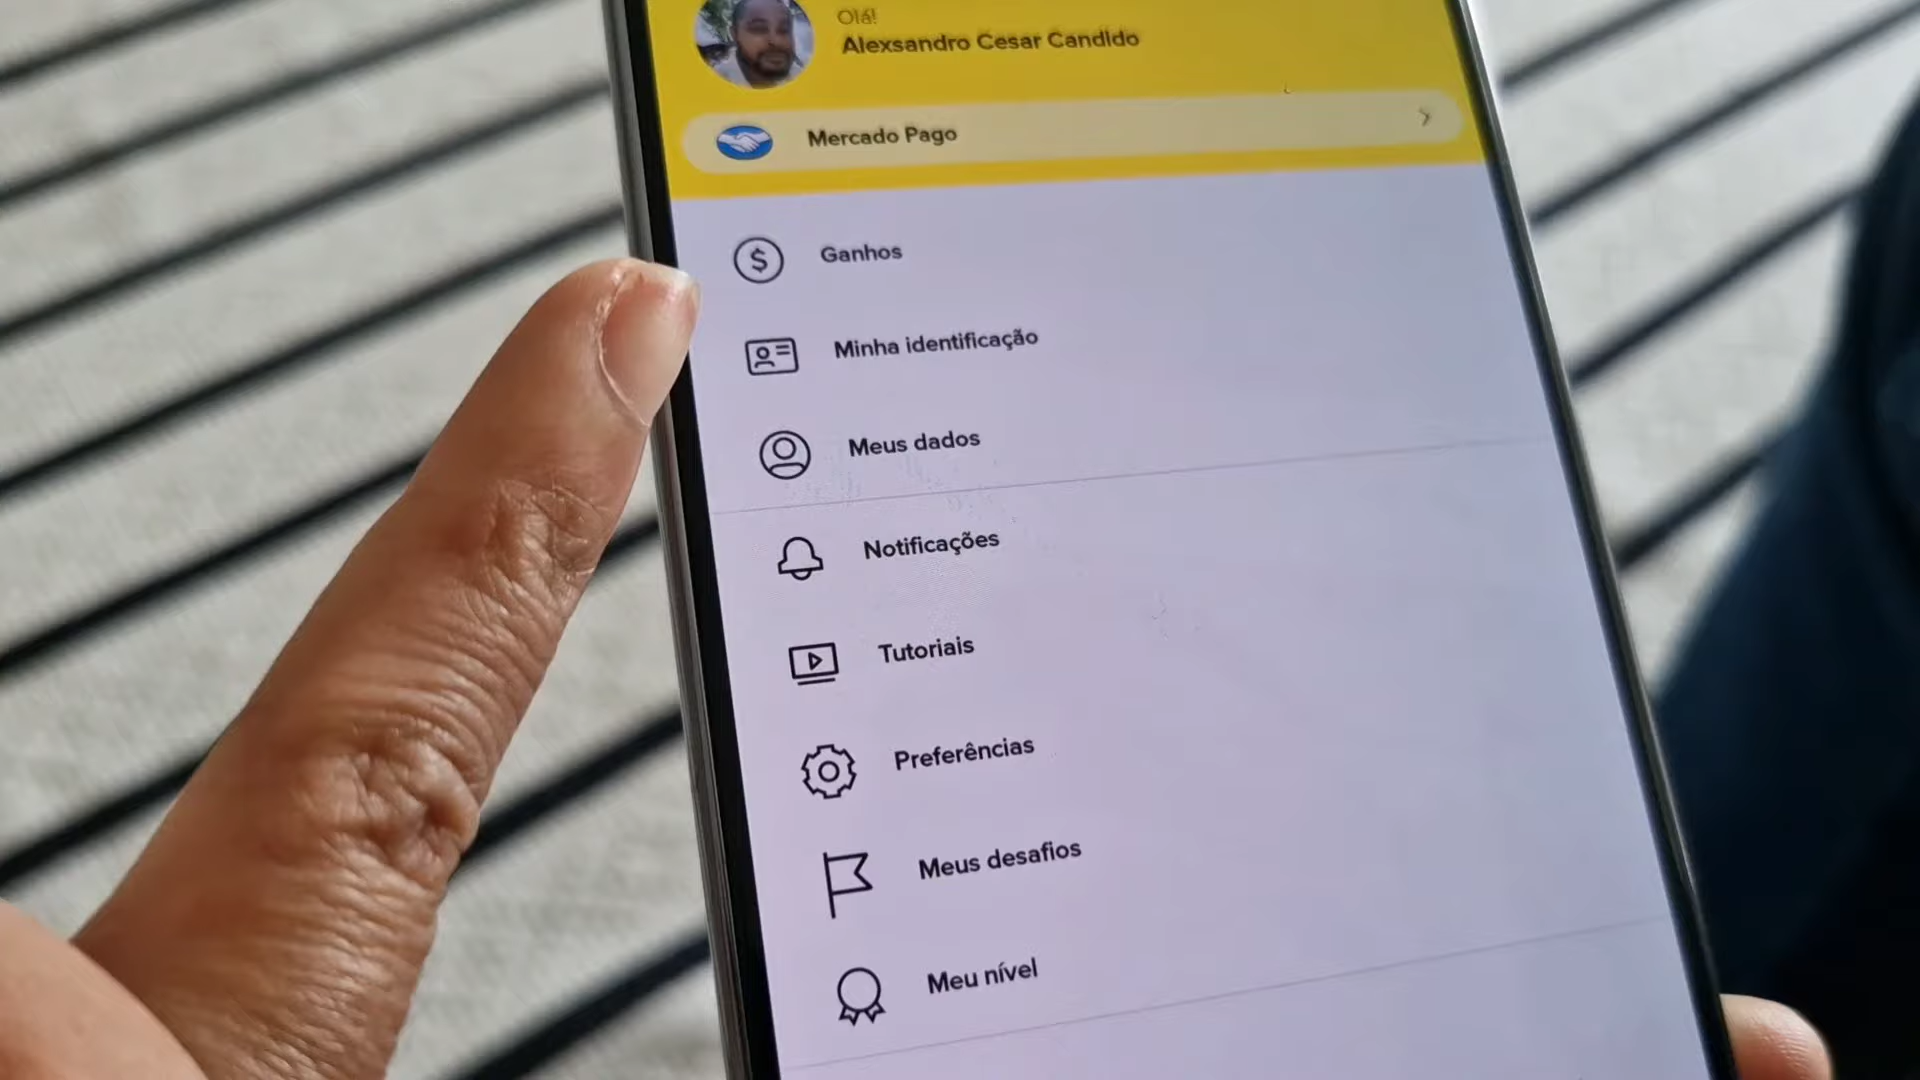 Olá!
Alexsandro Cesar Candido
Mercado Pago
Ganhos
Minha identificação
Meus dados
Notificações
Tutoriais
Preferências
Meus desafios
Meu nível